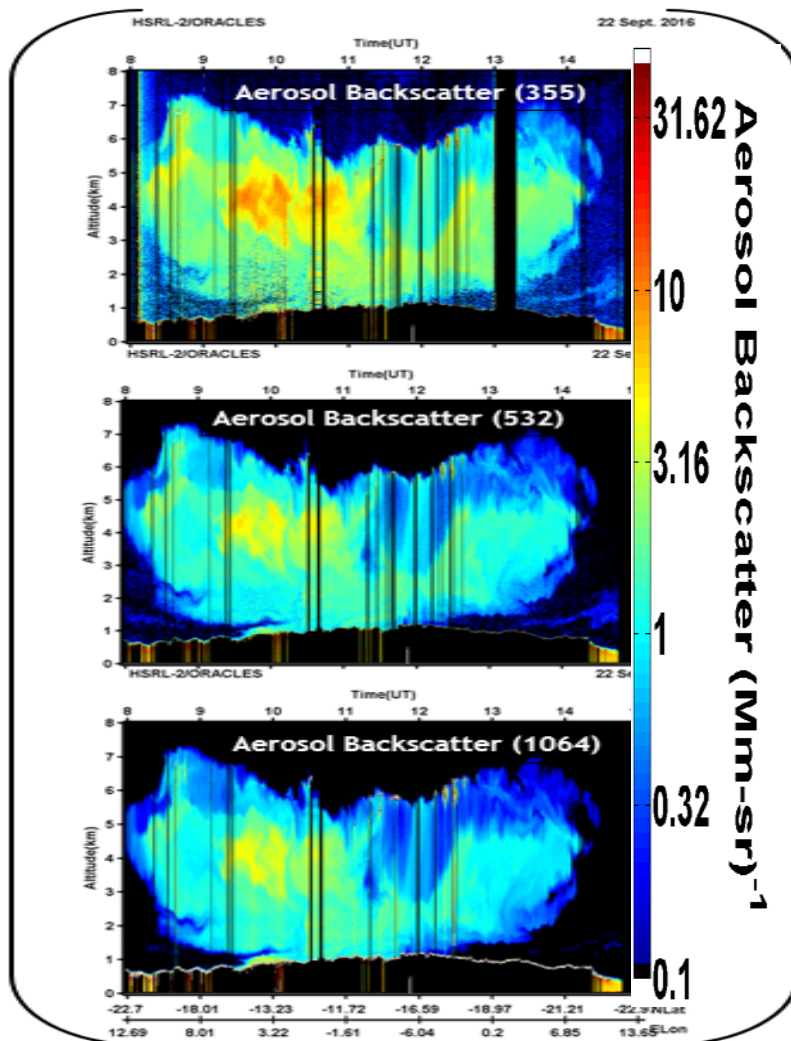 HSRL-2/ORACLES 22 Sept. 2016
Time(UT)
8 9 10 11 12 13 14
Aerosol Backscatter (355)
8
7
6
5
4
3
2
1
0
Altitude(km)
HSRL-2/ORACLES 22 Se
Time(UT)
8 9 10 11 12 13 14 1
Aerosol Backscatter (532)
8
7
6
5
4
3
2
1
0
Altitude(km)
HSRL-2/ORACLES 22 Se
Time(UT)
8 9 10 11 12 13 14 1
Aerosol Backscatter (1064)
8
7
6
5
4
3
2
1
0
Altitude(km)
-22.7 -18.01 -13.23 -11.72 -16.59 -18.97 -21.21 -22.9 NLat
12.69 8.01 3.22 -1.61 -6.04 0.2 6.85 13.65 ELon
31.62
10
3.16
1
0.32
0.1
Aerosol Backscatter (Mm-sr)⁻¹